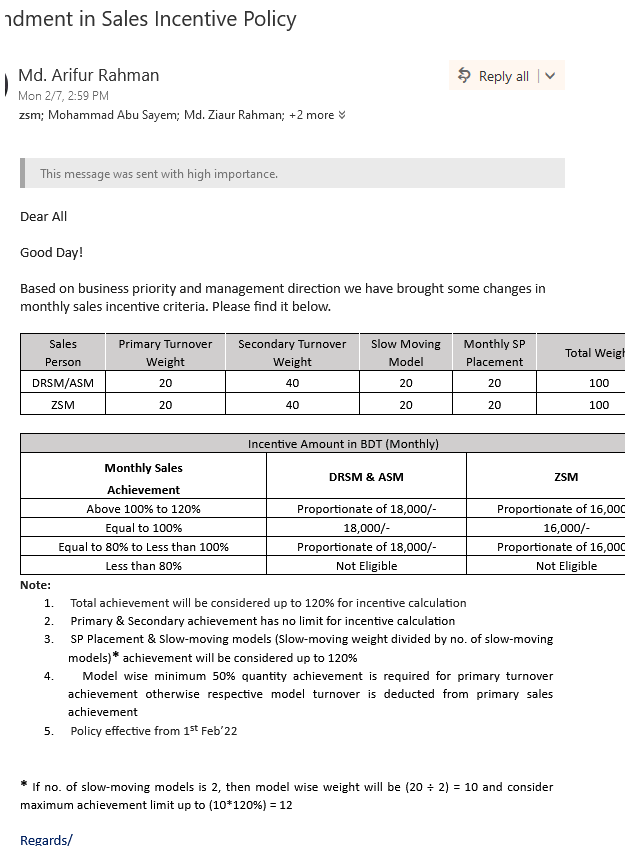 ndment in Sales Incentive Policy
Md. Arifur Rahman
Reply all
Mon 2/7, 2:59 PM
zsm; Mohammad Abu Sayem; Md. Ziaur Rahman; +2 more
This message was sent with high importance.
Dear All
Good Day!
Based on business priority and management direction we have brought some changes in
monthly sales incentive criteria. Please find it below.
Sales Person Primary Turnover Weight Secondary Turnover Weight Slow Moving Model Monthly SP Placement Total Weigh
DRSM/ASM 20 40 20 20 100
ZSM 20 40 20 20 100
Incentive Amount in BDT (Monthly)
Monthly Sales Achievement DRSM & ASM ZSM
Above 100% to 120% Proportionate of 18,000/- Proportionate of 16,000
Equal to 100% 18,000/- 16,000/-
Equal to 80% to Less than 100% Proportionate of 18,000/- Proportionate of 16,000
Less than 80% Not Eligible Not Eligible
Note:
1. Total achievement will be considered up to 120% for incentive calculation
2. Primary & Secondary achievement has no limit for incentive calculation
3. SP Placement & Slow-moving models (Slow-moving weight divided by no. of slow-moving
models)* achievement will be considered up to 120%
4. Model wise minimum 50% quantity achievement is required for primary turnover
achievement otherwise respective model turnover is deducted from primary sales
achievement
5. Policy effective from 1st Feb'22
* If no. of slow-moving models is 2, then model wise weight will be (20 ÷ 2) = 10 and consider
maximum achievement limit up to (10*120%) = 12
Regards/